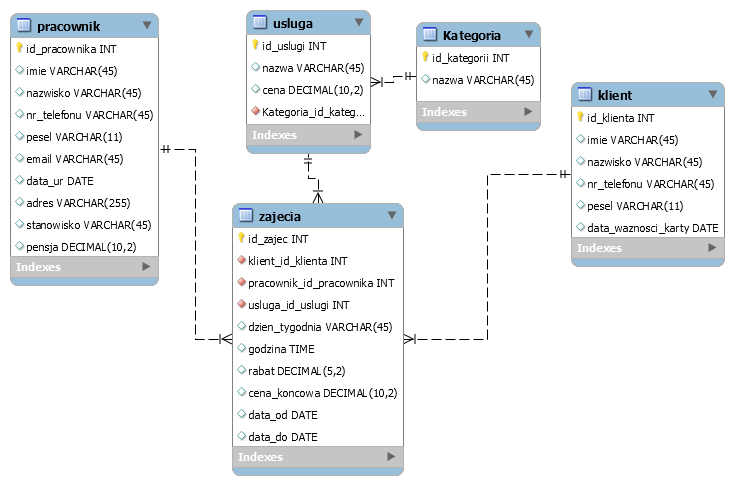 pracownik
id_pracownika INT
imie VARCHAR(45)
nazwisko VARCHAR(45)
nr_telefonu VARCHAR(45)
pesel VARCHAR(11)
email VARCHAR(45)
data_ur DATE
adres VARCHAR(255)
stanowisko VARCHAR(45)
pensja DECIMAL(10,2)
Indexes
usluga
id_uslugi INT
nazwa VARCHAR(45)
cena DECIMAL(10,2)
Kategoria_id_kateg...
Indexes
Kategoria
id_kategorii INT
nazwa VARCHAR(45)
Indexes
klient
id_klienta INT
imie VARCHAR(45)
nazwisko VARCHAR(45)
nr_telefonu VARCHAR(45)
pesel VARCHAR(11)
data_waznosci_karty DATE
Indexes
zajecia
id_zajec INT
klient_id_klienta INT
pracownik_id_pracownika INT
usluga_id_uslugi INT
dzien_tygodnia VARCHAR(45)
godzina TIME
rabat DECIMAL(5,2)
cena_koncowa DECIMAL(10,2)
data_od DATE
data_do DATE
Indexes